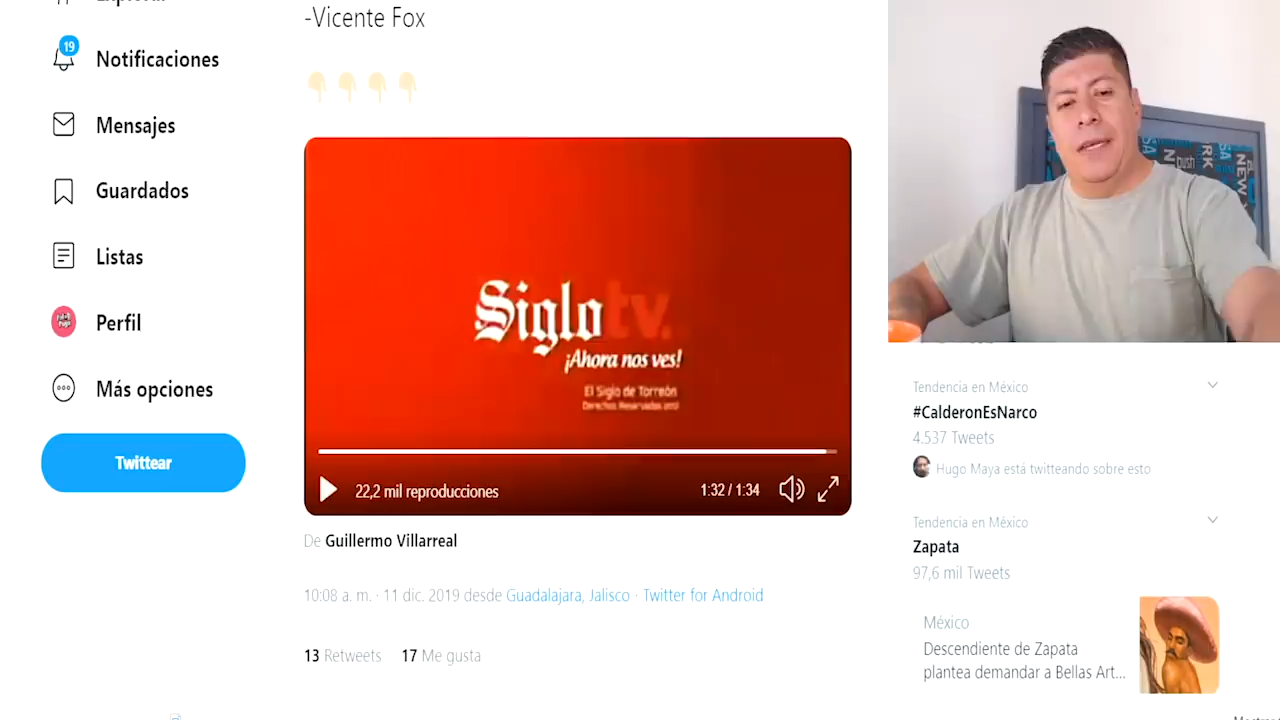 -Vicente Fox
19
Notificaciones
Mensajes
Guardados
Listas
Perfil
Más opciones
Twittear
Siglo tv.
¡Ahora nos ves!
El Siglo de Torreón
22,2 mil reproducciones
1:32 / 1:34
De Guillermo Villarreal
10:08 a. m. · 11 dic. 2019 desde Guadalajara, Jalisco · Twitter for Android
13 Retweets 17 Me gusta
push
NEW
Tendencia en México
#CalderonEsNarco
4.537 Tweets
Hugo Maya está twitteando sobre esto
Tendencia en México
Zapata
97,6 mil Tweets
México
Descendiente de Zapata
plantea demandar a Bellas Art...